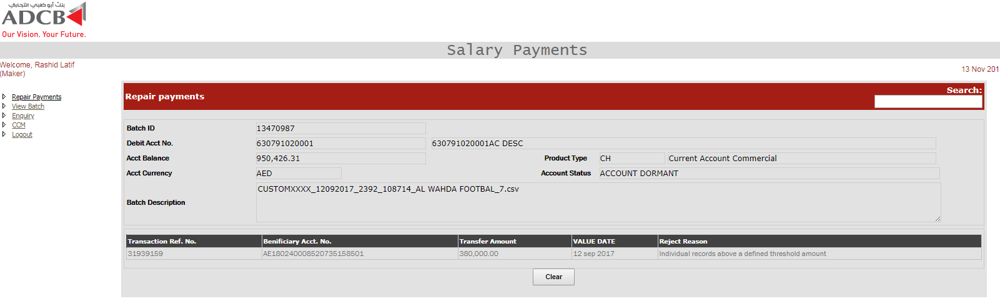 بنك أبوظبي التجاري
ADCB
Our Vision. Your Future.
Salary Payments
Welcome, Rashid Latif
(Maker)
13 Nov 201
Repair Payments
View Batch
Enquiry
CCM
Logout
Repair payments
Search:
Batch ID 13470987
Debit Acct No. 630791020001 630791020001AC DESC
Acct Balance 950,426.31 Product Type CH Current Account Commercial
Acct Currency AED Account Status ACCOUNT DORMANT
CUSTOMXXXX_12092017_2392_108714_AL WAHDA FOOTBAL_7.csv
Batch Description
Transaction Ref. No. Benificiary Acct. No. Transfer Amount VALUE DATE Reject Reason
31939159 AE180240008520735158501 380,000.00 12 sep 2017 Individual records above a defined threshold amount
Clear